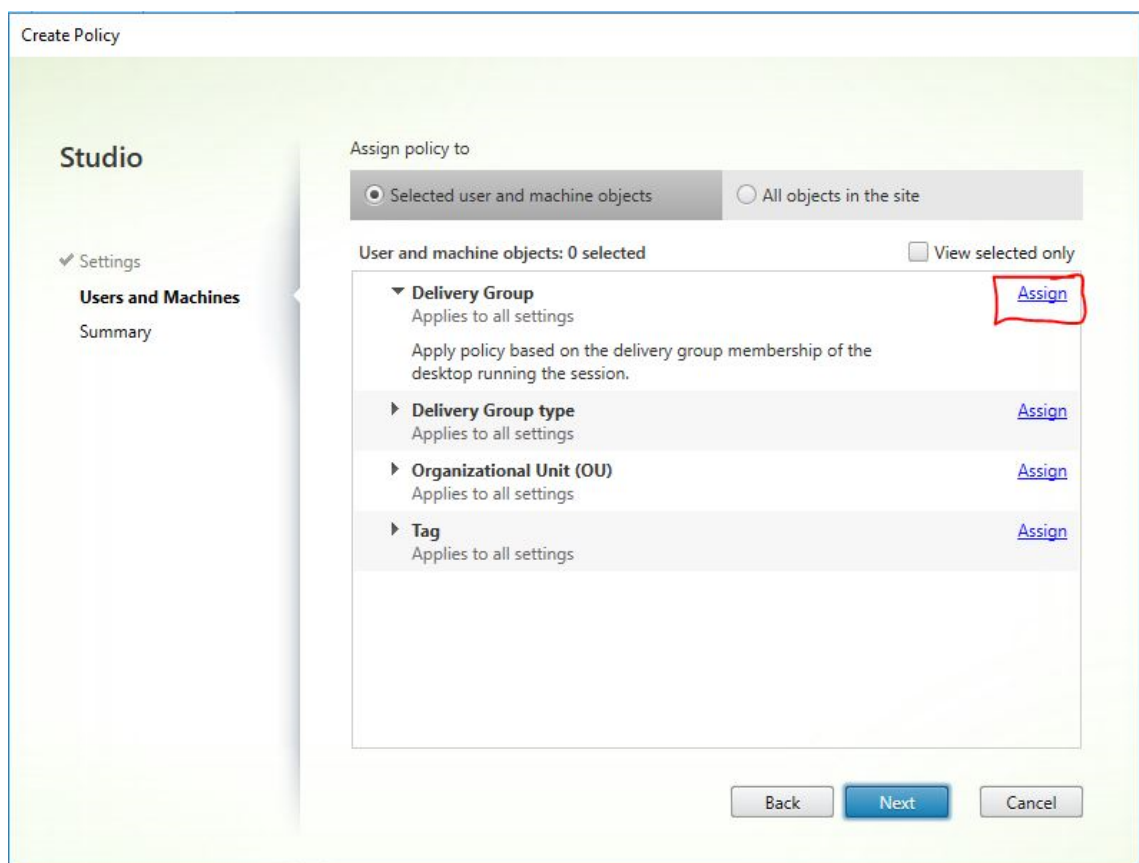 Create Policy
Studio
Settings
Users and Machines
Summary
Assign policy to
Selected user and machine objects
All objects in the site
User and machine objects: 0 selected
View selected only
Delivery Group
Assign
Applies to all settings
Apply policy based on the delivery group membership of the
desktop running the session.
Delivery Group type
Assign
Applies to all settings
Organizational Unit (OU)
Assign
Applies to all settings
Tag
Assign
Applies to all settings
Back
Next
Cancel